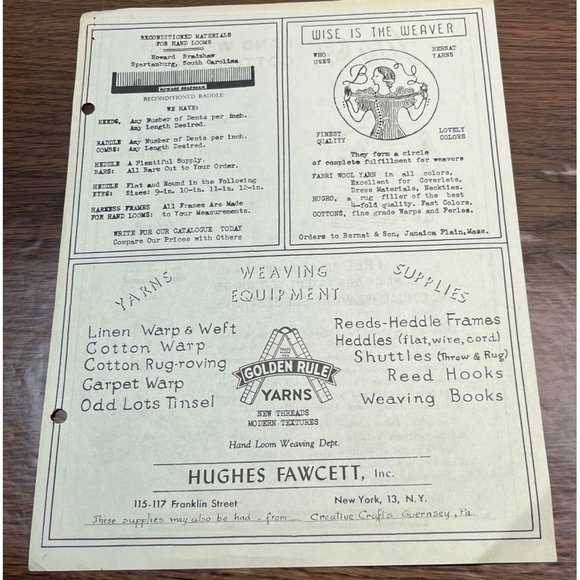 RECONDITIONED MATERIALS
FOR HAND LOOMS
Howard Bradshaw
Spartanburg, South Carolina
HOWARD BRADSHAW
RECONDITIONED RADDLE
WE HAVE:
REEDS, Any Number of Dents per inch.
Any Length Desired.
RADDLE Any Number of Dents per inch.
COMBS: Any Length Desired.
HEDDLE A Plentiful Supply.
BARS: All Bars Out to Your Order.
HEDDLE Flat and Round in the Following
EYES: Sizes: 9-in. 10-in. 11-in. 12-in.
HARNESS FRAMES All Frames Are Made
FOR HAND LOOMS: to Your Measurements.
WRITE FOR OUR CATALOGUE TODAY
Compare Our Prices with Others
WISE IS THE WEAVER
WHO USES
BERNAT YARNS
B
FINEST QUALITY
LOVELY COLORS
They form a circle
of complete fulfillment for weavers
FABRI WOOL YARN in all colors.
Excellent for Coverlets,
Dress Materials, Neckties.
HUGRO, a rug filler of the best
4-fold quality. Fast Colors.
COTTONS, fine grade Warps and Perles.
Orders to Bernat & Son, Jamaica Plain, Mass.
YARNS
WEAVING
EQUIPMENT
SUPPLIES
Linen Warp & Weft
Cotton Warp
Cotton Rug-roving
Carpet Warp
Odd Lots Tinsel
GOLDEN RULE
YARNS
NEW THREADS
MODERN TEXTURES
Reeds-Heddle Frames
Heddles (flat, wire, cord)
Shuttles (Throw & Rug)
Reed Hooks
Weaving Books
Hand Loom Weaving Dept.
HUGHES FAWCETT, Inc.
115-117 Franklin Street New York, 13, N.Y.
These supplies may also be had - from Creative Crafts Guernsey, Pa.